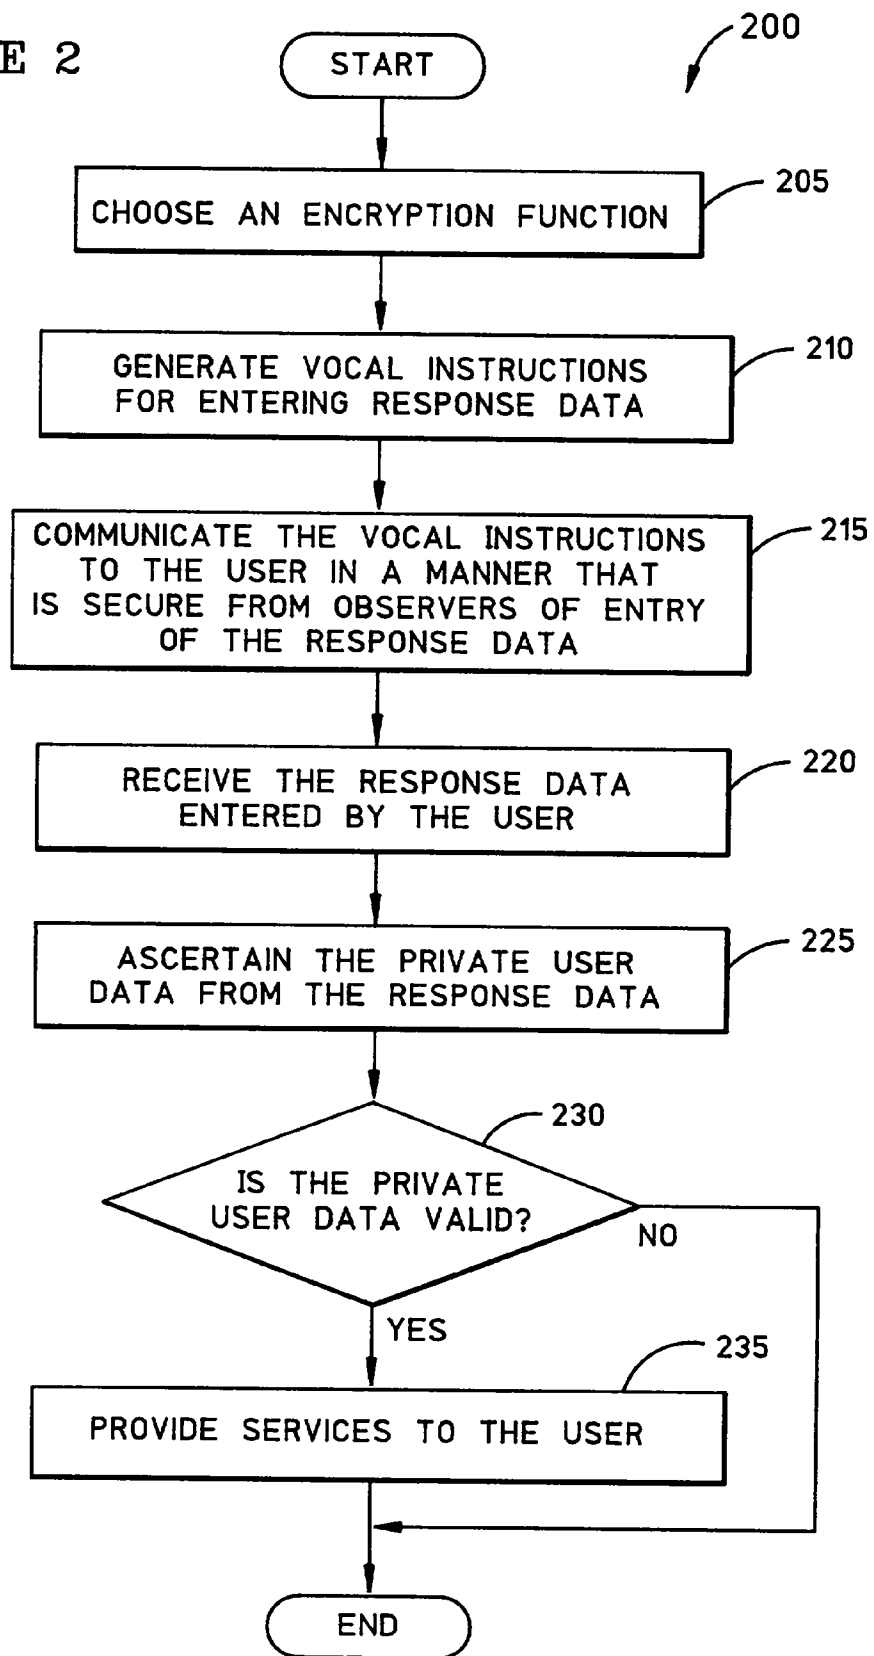 E 2
200
START
205
CHOOSE AN ENCRYPTION FUNCTION
210
GENERATE VOCAL INSTRUCTIONS
FOR ENTERING RESPONSE DATA
215
COMMUNICATE THE VOCAL INSTRUCTIONS
TO THE USER IN A MANNER THAT
IS SECURE FROM OBSERVERS OF ENTRY
OF THE RESPONSE DATA
220
RECEIVE THE RESPONSE DATA
ENTERED BY THE USER
225
ASCERTAIN THE PRIVATE USER
DATA FROM THE RESPONSE DATA
230
IS THE PRIVATE
USER DATA VALID?
NO
YES
235
PROVIDE SERVICES TO THE USER
END